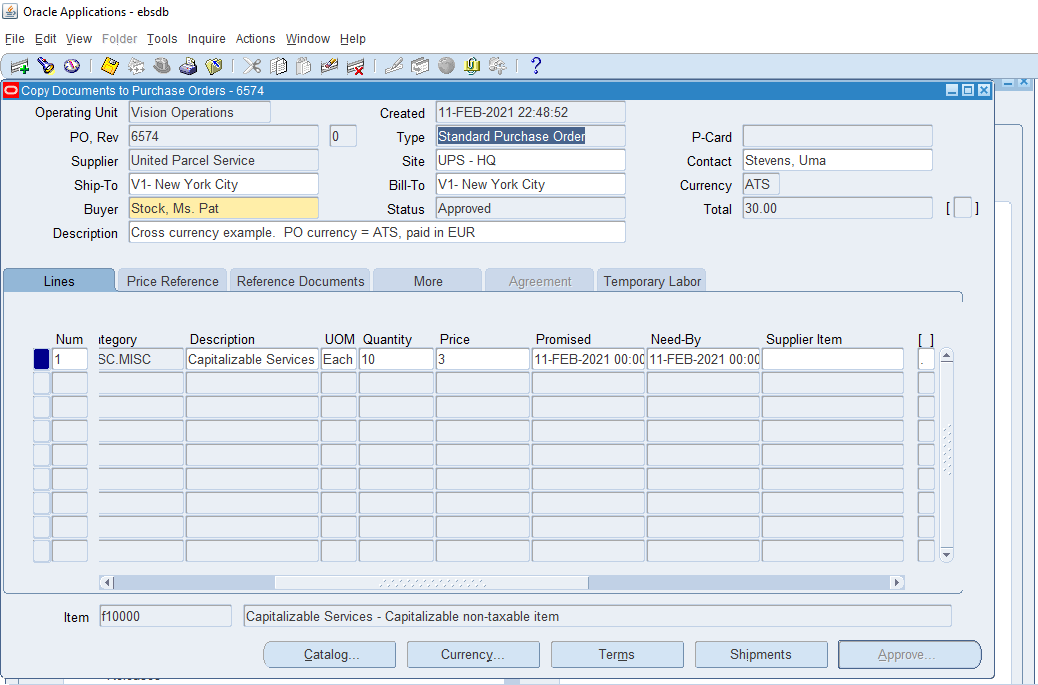 Oracle Applications - ebsdb
File Edit View Folder Tools Inquire Actions Window Help
Copy Documents to Purchase Orders - 6574
Operating Unit Vision Operations Created 11-FEB-2021 22:48:52
PO, Rev 6574 0 Type Standard Purchase Order P-Card
Supplier United Parcel Service Site UPS - HQ Contact Stevens, Uma
Ship-To V1- New York City Bill-To V1- New York City Currency ATS
Buyer Stock, Ms. Pat Status Approved Total 30.00 [ ]
Description Cross currency example. PO currency = ATS, paid in EUR
Lines Price Reference Reference Documents More Agreement Temporary Labor
Num tegory Description UOM Quantity Price Promised Need-By Supplier Item [ ]
1 SC.MISC Capitalizable Services Each 10 3 11-FEB-2021 00:00 11-FEB-2021 00:00 .
Item f10000 Capitalizable Services - Capitalizable non-taxable item
Catalog... Currency... Terms Shipments Approve...